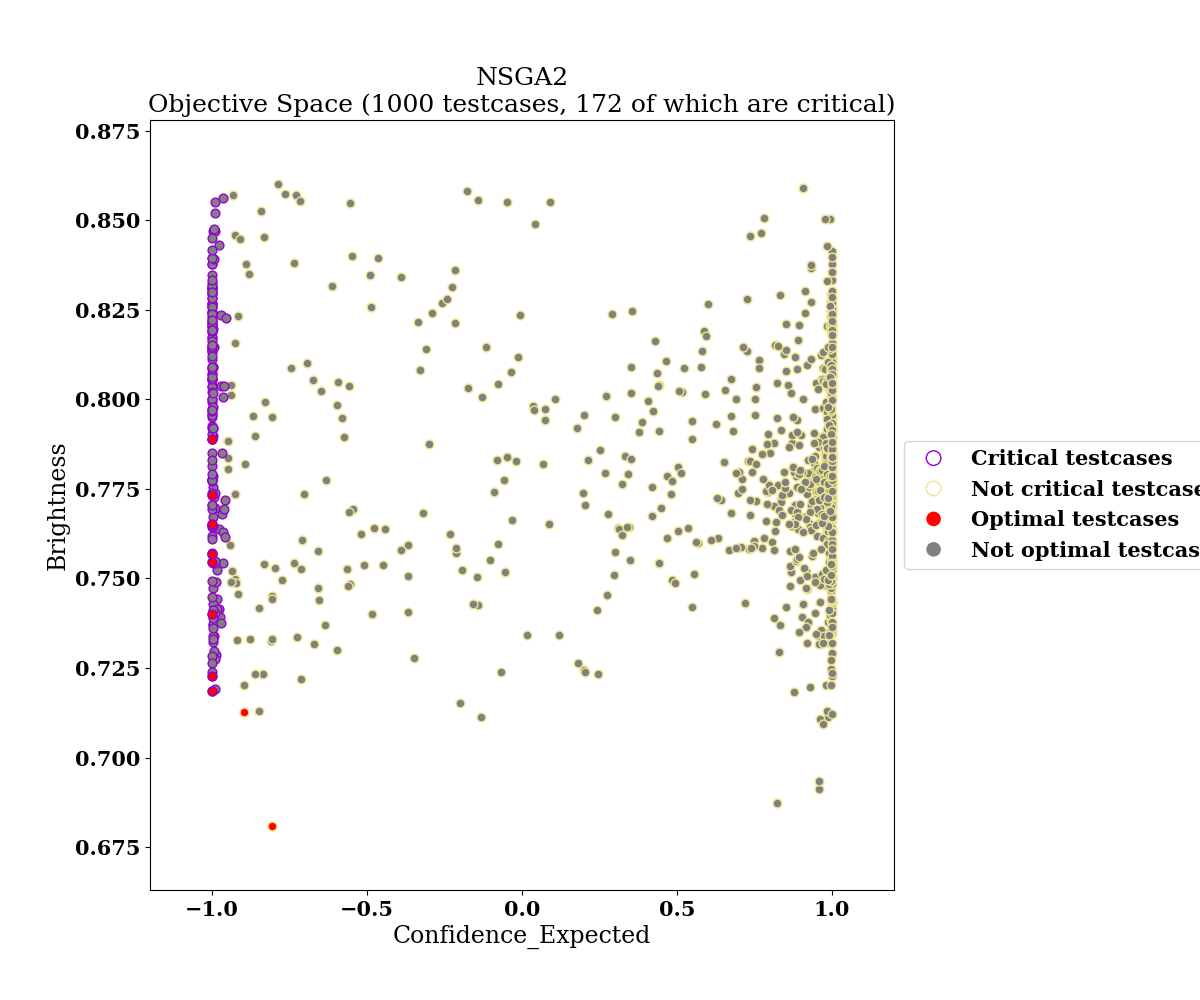 NSGA2
Objective Space (1000 testcases, 172 of which are critical)
0.875
0.850
0.825
0.800
0.775
0.750
0.725
0.700
0.675
Brightness
−1.0
−0.5
0.0
0.5
1.0
Confidence_Expected
Critical testcases
Not critical testcase
Optimal testcases
Not optimal testcas